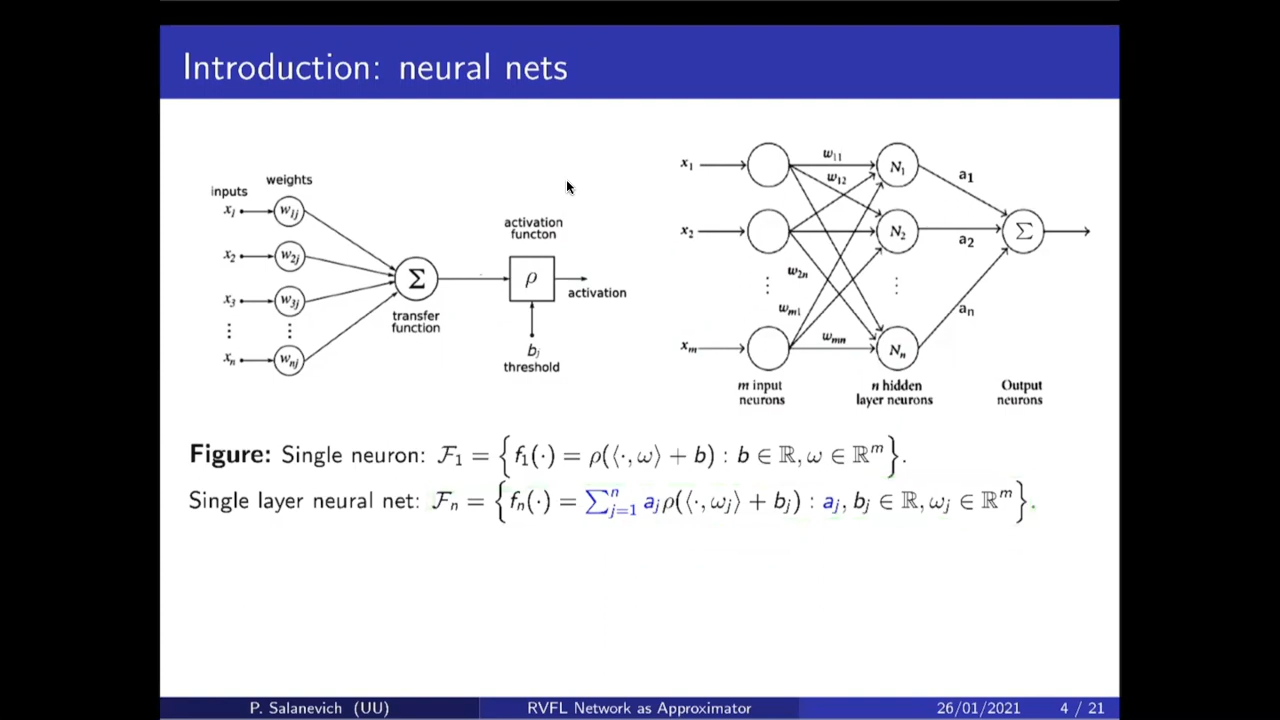 Introduction: neural nets
inputs
weights
x₁
w₁ⱼ
x₂
w₂ⱼ
x₃
w₃ⱼ
⋮
⋮
xₙ
wₙⱼ
Σ
transfer
function
activation
functon
ρ
activation
bⱼ
threshold
x₁
w₁₁
w₁₂
N₁
a₁
x₂
N₂
a₂
Σ
⋮
w₂ₙ
⋮
wₘ₁
aₙ
xₘ
wₘₙ
Nₙ
m input
neurons
n hidden
layer neurons
Output
neurons
Figure: Single neuron: ℱ₁ = {f₁(·) = ρ(⟨·, ω⟩ + b) : b ∈ ℝ, ω ∈ ℝᵐ}.
Single layer neural net: ℱₙ = {fₙ(·) = ∑ⁿⱼ₌₁ aⱼρ(⟨·, ωⱼ⟩ + bⱼ) : aⱼ, bⱼ ∈ ℝ, ωⱼ ∈ ℝᵐ}.
P. Salanevich (UU) RVFL Network as Approximator 26/01/2021 4 / 21